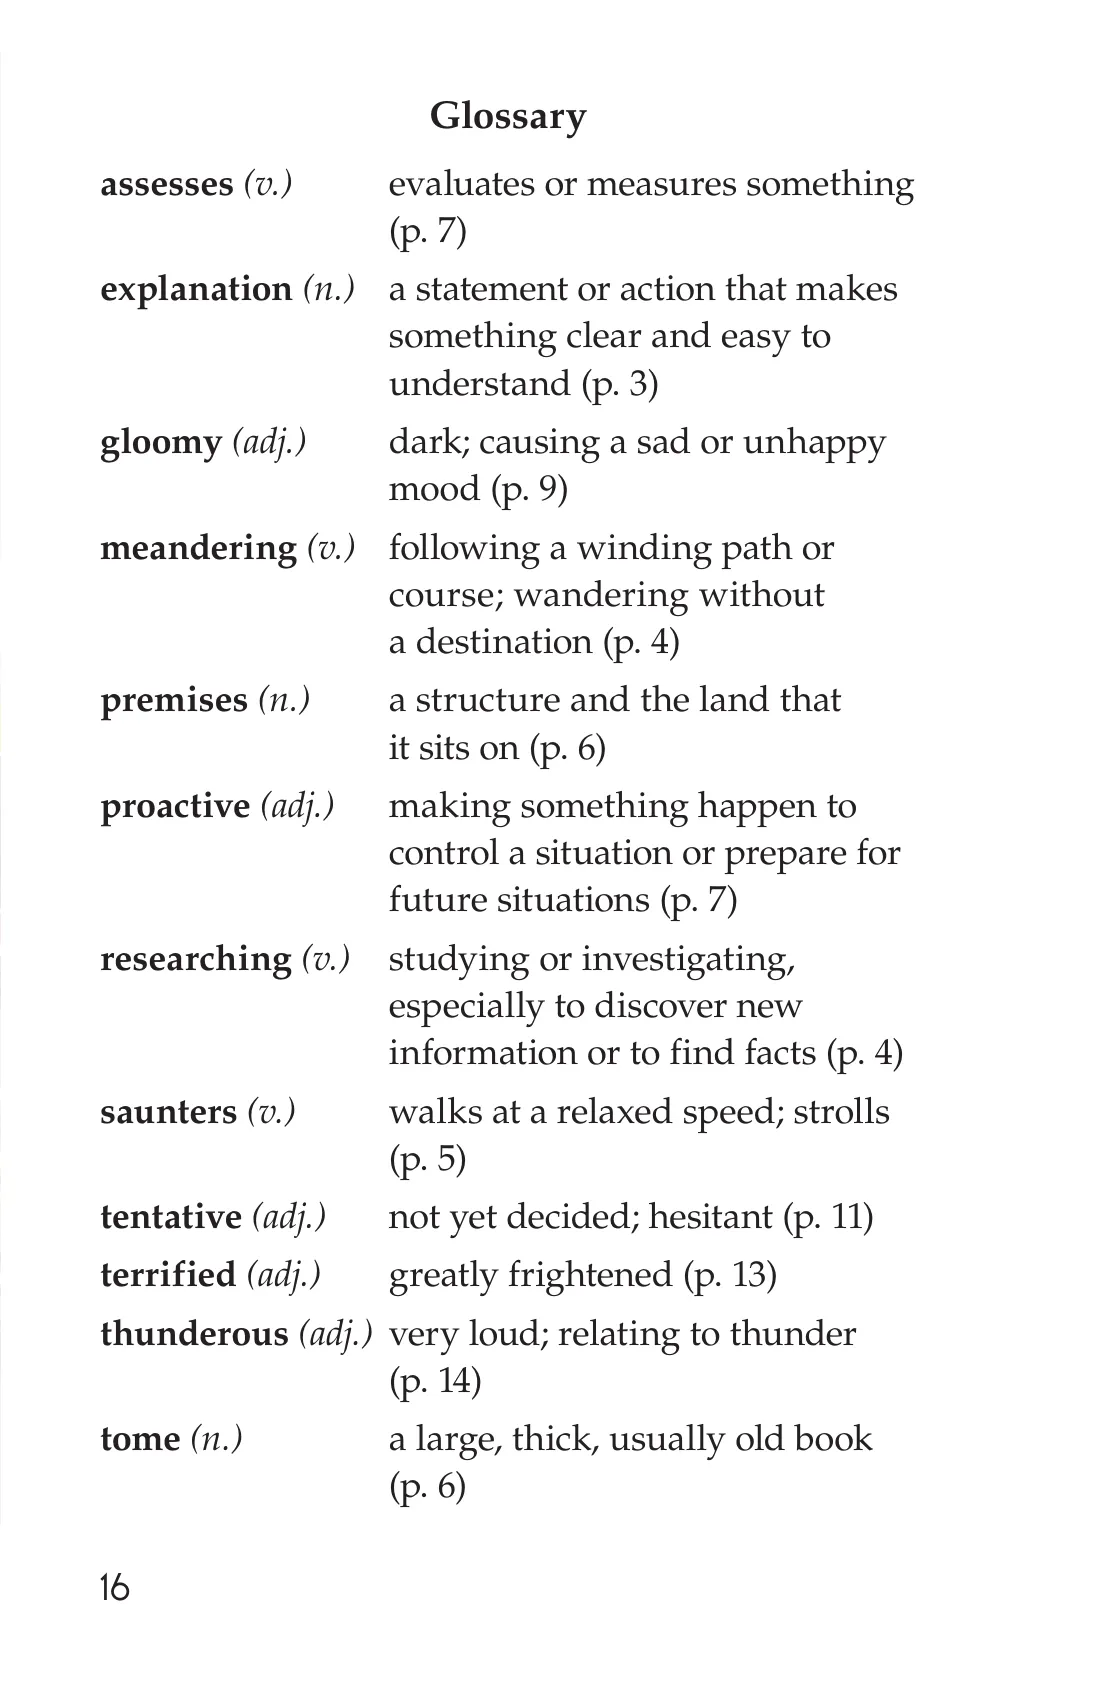 Glossary
assesses (v.) evaluates or measures something
(p. 7)
explanation (n.) a statement or action that makes
something clear and easy to
understand (p. 3)
gloomy (adj.) dark; causing a sad or unhappy
mood (p. 9)
meandering (v.) following a winding path or
course; wandering without
a destination (p. 4)
premises (n.) a structure and the land that
it sits on (p. 6)
proactive (adj.) making something happen to
control a situation or prepare for
future situations (p. 7)
researching (v.) studying or investigating,
especially to discover new
information or to find facts (p. 4)
saunters (v.) walks at a relaxed speed; strolls
(p. 5)
tentative (adj.) not yet decided; hesitant (p. 11)
terrified (adj.) greatly frightened (p. 13)
thunderous (adj.) very loud; relating to thunder
(p. 14)
tome (n.) a large, thick, usually old book
(p. 6)
16